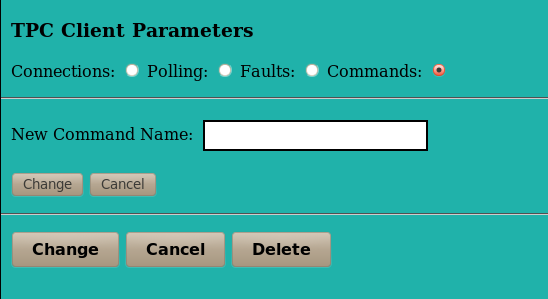 TPC Client Parameters
Connections: Polling: Faults: Commands:
New Command Name:
Change Cancel
Change Cancel Delete